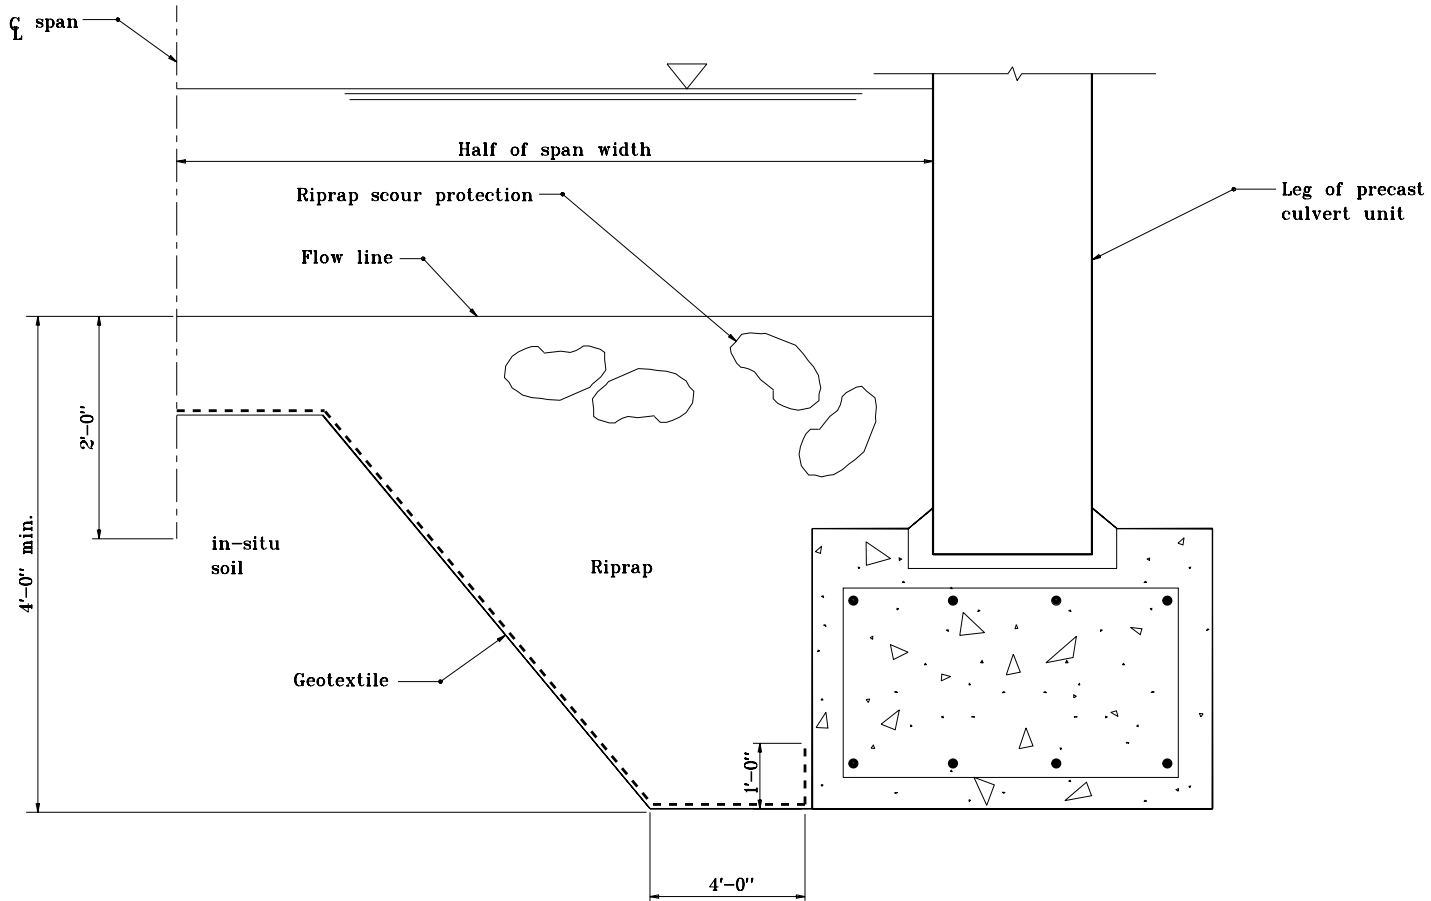 ℄ span
Half of span width
Riprap scour protection
Leg of precast
culvert unit
Flow line
2'-0"
4'-0" min.
in-situ
soil
Riprap
Geotextile
1'-0"
4'-0"